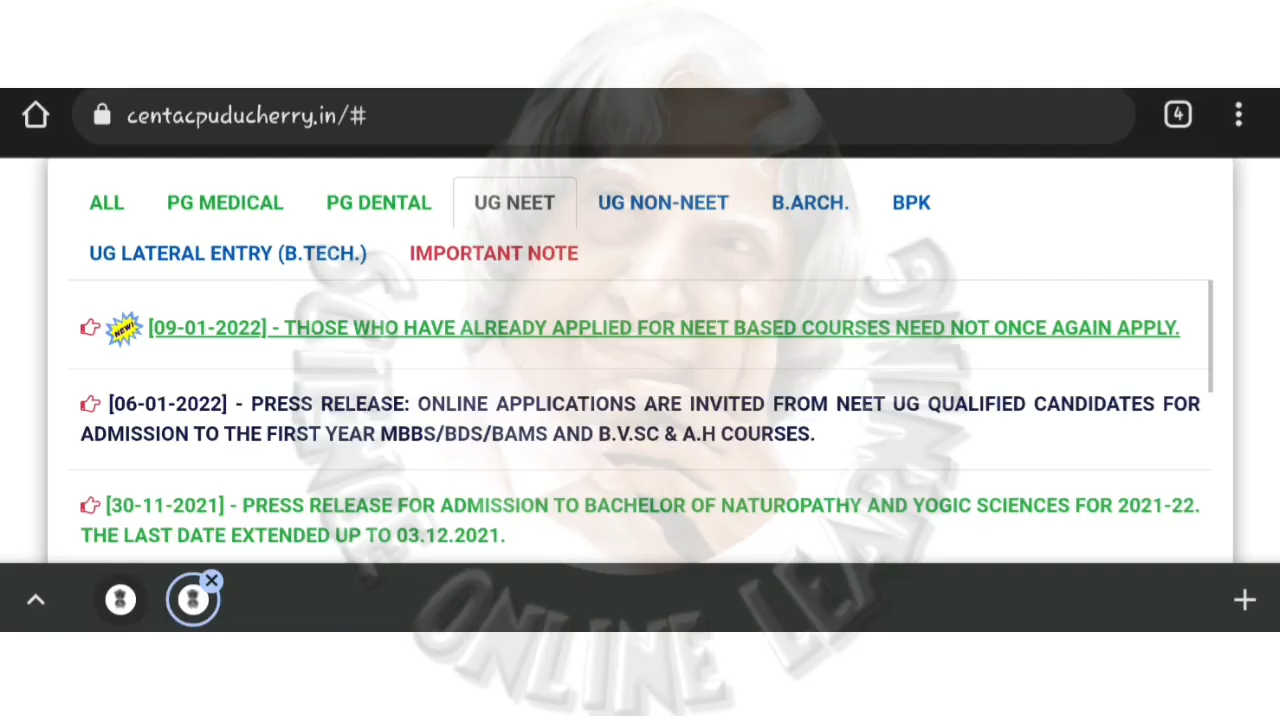 centacpuducherry.in/#
4
ALL PG MEDICAL PG DENTAL UG NEET UG NON-NEET B.ARCH. BPK
UG LATERAL ENTRY (B.TECH.) IMPORTANT NOTE
NEW! [09-01-2022] - THOSE WHO HAVE ALREADY APPLIED FOR NEET BASED COURSES NEED NOT ONCE AGAIN APPLY.
[06-01-2022] - PRESS RELEASE: ONLINE APPLICATIONS ARE INVITED FROM NEET UG QUALIFIED CANDIDATES FOR
ADMISSION TO THE FIRST YEAR MBBS/BDS/BAMS AND B.V.SC & A.H COURSES.
[30-11-2021] - PRESS RELEASE FOR ADMISSION TO BACHELOR OF NATUROPATHY AND YOGIC SCIENCES FOR 2021-22.
THE LAST DATE EXTENDED UP TO 03.12.2021.
SCIENCE ONLINE LEARNING